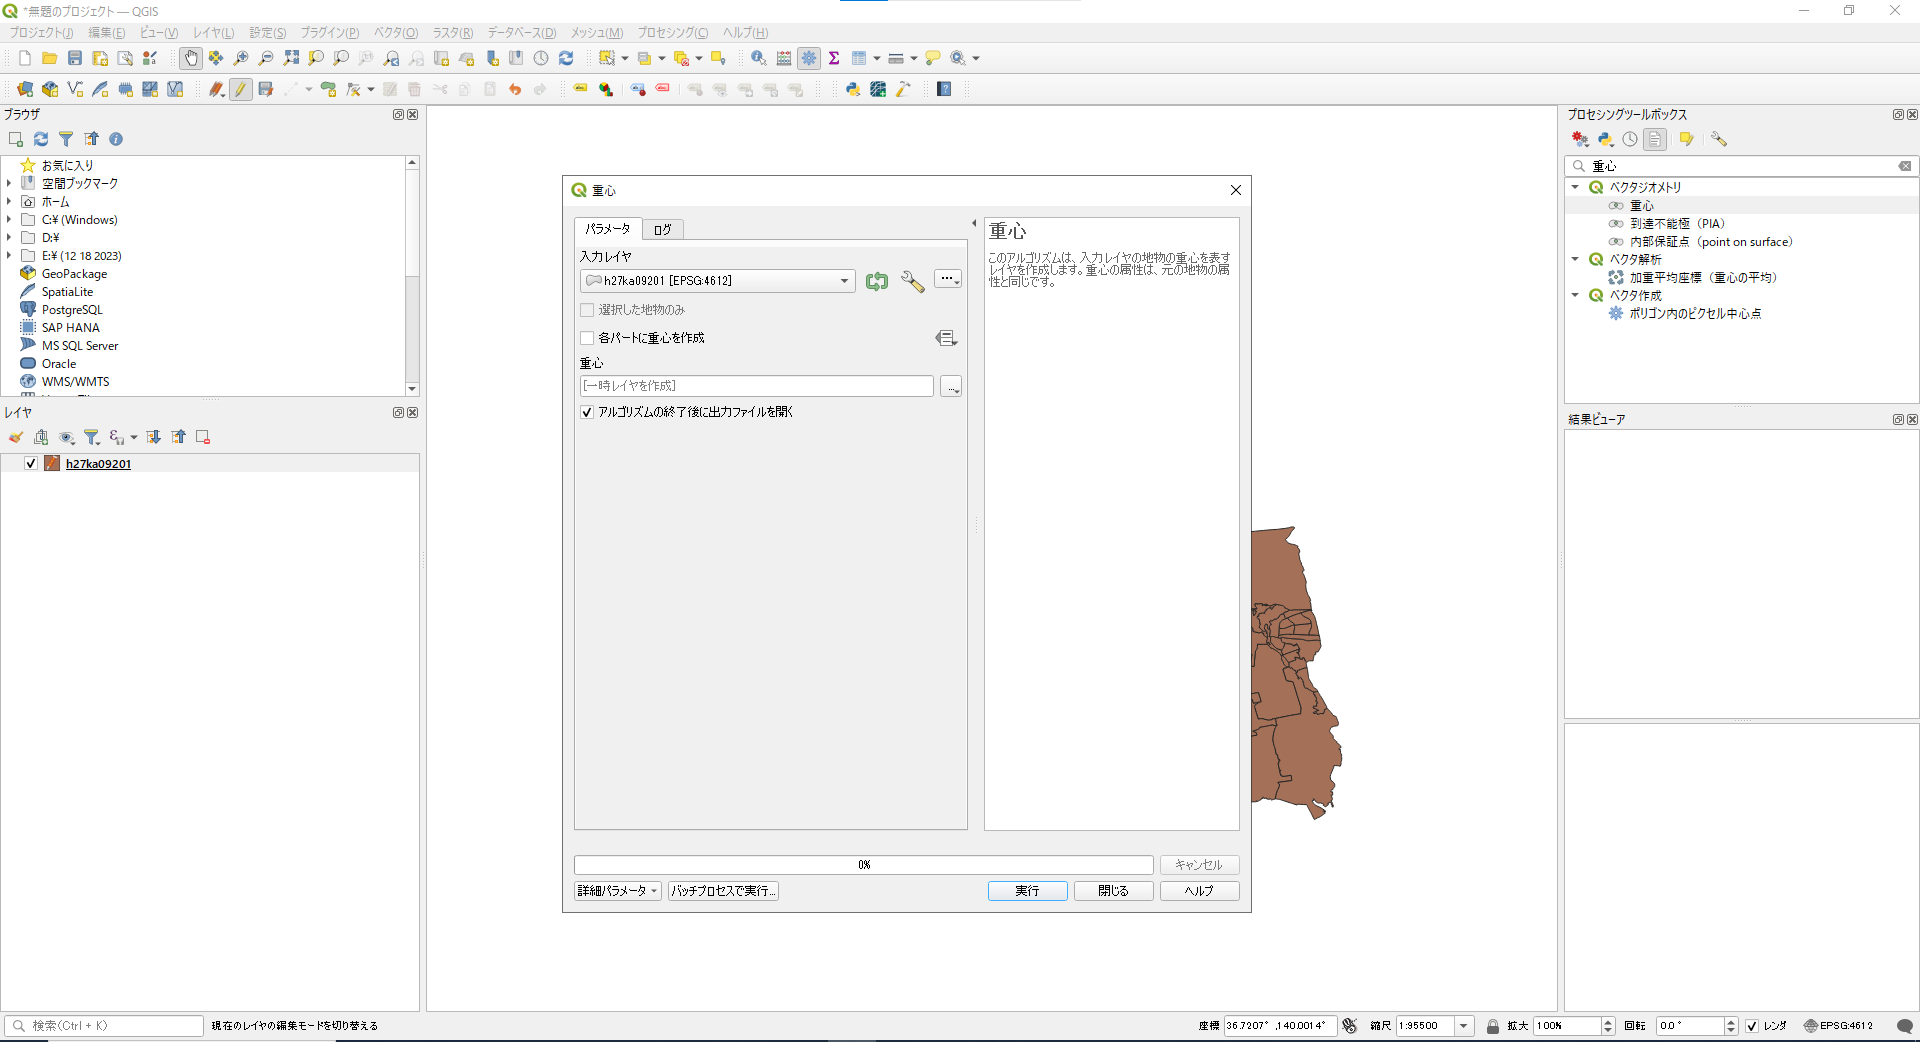 *無題のプロジェクト — QGIS
プロジェクト(J) 編集(E) ビュー(V) レイヤ(L) 設定(S) プラグイン(P) ベクタ(O) ラスタ(R) データベース(D) メッシュ(M) プロセシング(C) ヘルプ(H)
ブラウザ
お気に入り
空間ブックマーク
ホーム
C:¥ (Windows)
D:¥
E:¥ (12 18 2023)
GeoPackage
SpatiaLite
PostgreSQL
SAP HANA
MS SQL Server
Oracle
WMS/WMTS
レイヤ
h27ka09201
重心
パラメータ ログ
入力レイヤ
h27ka09201 [EPSG:4612]
選択した地物のみ
各パートに重心を作成
重心
[一時レイヤを作成]
アルゴリズムの終了後に出力ファイルを開く
重心
このアルゴリズムは、入力レイヤの地物の重心を表す
レイヤを作成します。重心の属性は、元の地物の属
性と同じです。
0%
キャンセル
詳細パラメータ バッチプロセスで実行... 実行 閉じる ヘルプ
プロセシングツールボックス
重心
ベクタジオメトリ
重心
到達不能極（PIA）
内部保証点（point on surface）
ベクタ解析
加重平均座標（重心の平均）
ベクタ作成
ポリゴン内のピクセル中心点
結果ビューア
検索(Ctrl + K) 現在のレイヤの編集モードを切り替える 座標 36.7207° ,140.0014° 縮尺 1:95500 拡大 100% 回転 0.0 ° レンダ EPSG:4612